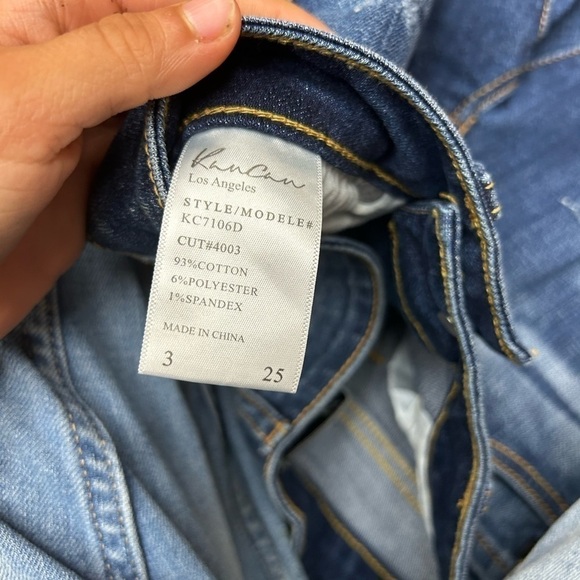 KanCan
Los Angeles
STYLE/MODELE#
KC7106D
CUT#4003
93%COTTON
6%POLYESTER
1%SPANDEX
MADE IN CHINA
3 25